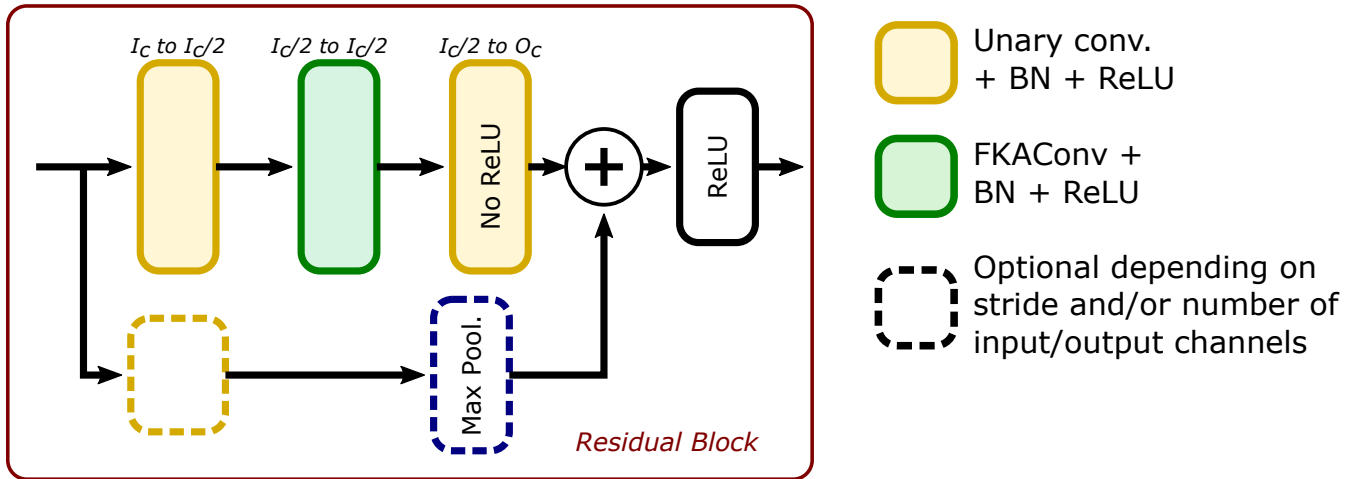 I_C to I_C/2
I_C/2 to I_C/2
I_C/2 to O_C
No ReLU
ReLU
Max Pool.
Residual Block
Unary conv.
+ BN + ReLU
FKAConv +
BN + ReLU
Optional depending on
stride and/or number of
input/output channels